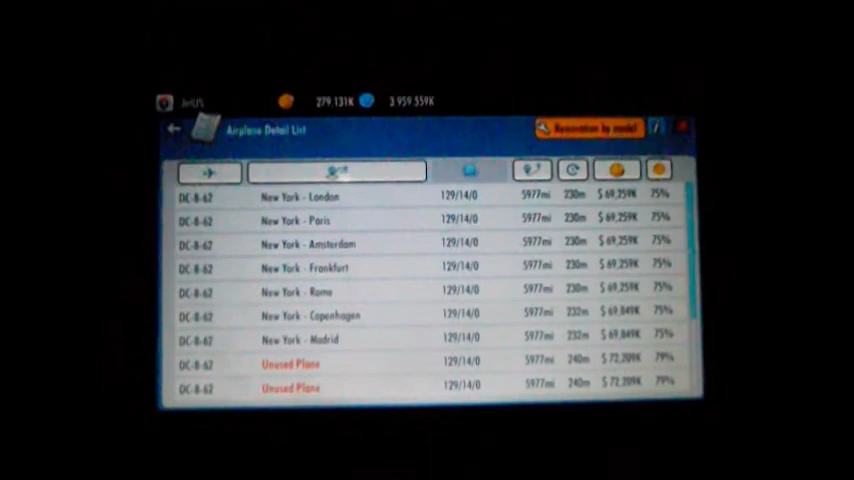 JetUS 279.131K 3 959 559K
Airplane Detail List Renovation by model i
DC-8-62 New York - London 129/14/0 5977mi 230m $ 69,259K 75%
DC-8-62 New York - Paris 129/14/0 5977mi 230m $ 69,259K 75%
DC-8-62 New York - Amsterdam 129/14/0 5977mi 230m $ 69,259K 75%
DC-8-62 New York - Frankfurt 129/14/0 5977mi 230m $ 69,259K 75%
DC-8-62 New York - Rome 129/14/0 5977mi 230m $ 69,259K 75%
DC-8-62 New York - Copenhagen 129/14/0 5977mi 232m $ 69,849K 75%
DC-8-62 New York - Madrid 129/14/0 5977mi 232m $ 69,849K 75%
DC-8-62 Unused Plane 129/14/0 5977mi 240m $ 72,209K 79%
DC-8-62 Unused Plane 129/14/0 5977mi 240m $ 72,209K 79%